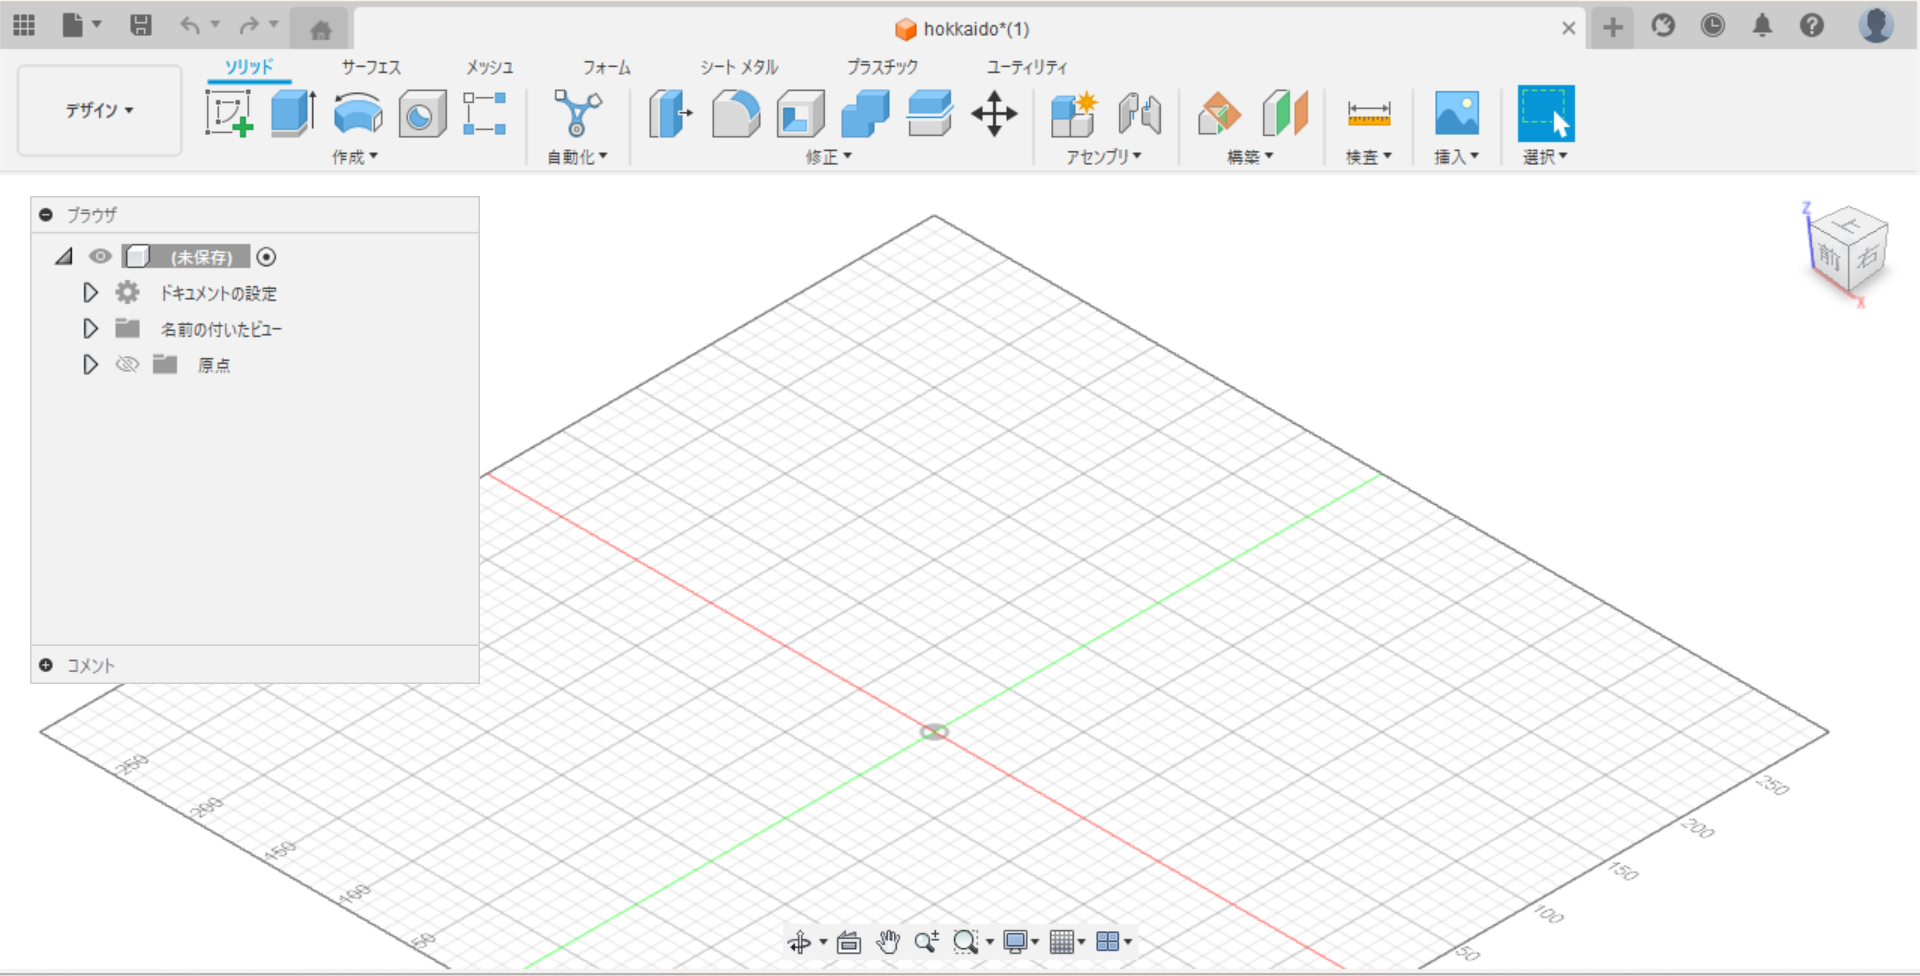 hokkaido*(1)
ソリッド サーフェス メッシュ フォーム シート メタル プラスチック ユーティリティ
デザイン▼
作成▼ 自動化▼ 修正▼ アセンブリ▼ 構築▼ 検査▼ 挿入▼ 選択▼
ブラウザ
(未保存)
ドキュメントの設定
名前の付いたビュー
原点
コメント
Z
上
前 右
X
250
200
150
100
50
250
200
150
100
50